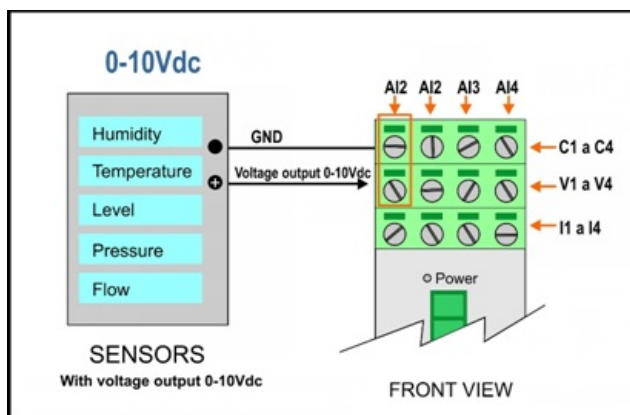 0-10Vdc
Humidity
Temperature
Level
Pressure
Flow
SENSORS
With voltage output 0-10Vdc
GND
Voltage output 0-10Vdc
AI2 AI2 AI3 AI4
C1 a C4
V1 a V4
I1 a I4
Power
FRONT VIEW